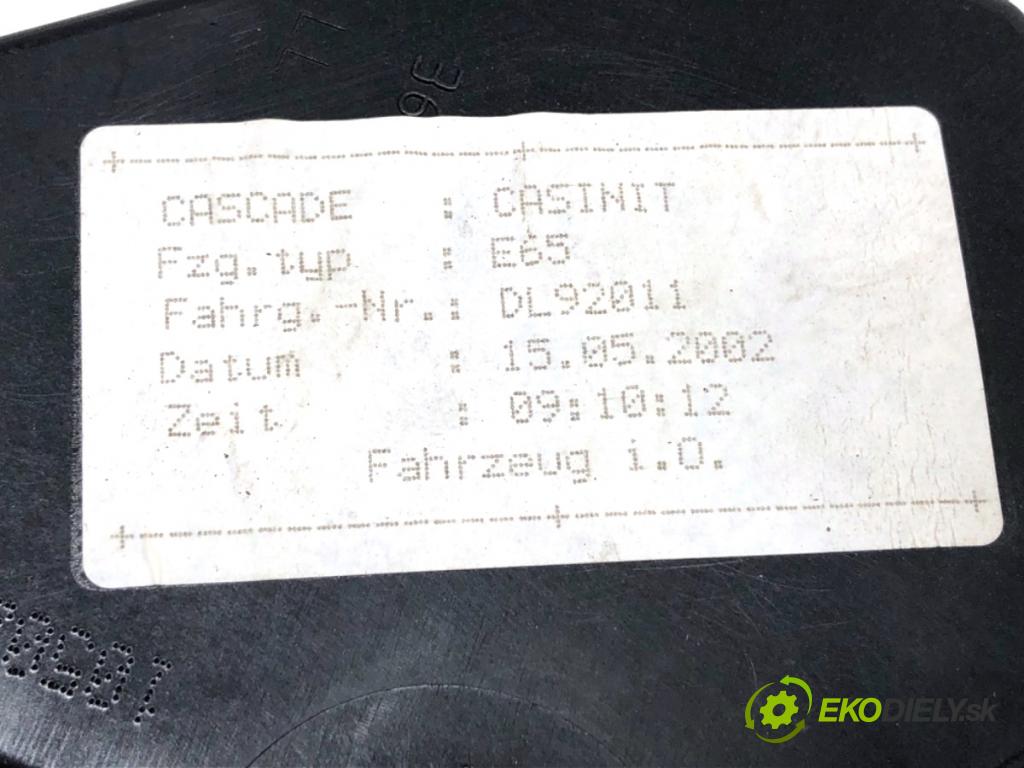 CASCADE : CASINIT
Fzg.typ : E65
Fahrg.-Nr.: DL92011
Datum : 15.05.2002
Zeit : 09:10:12
Fahrzeug i.O.
EKODIELY.sk